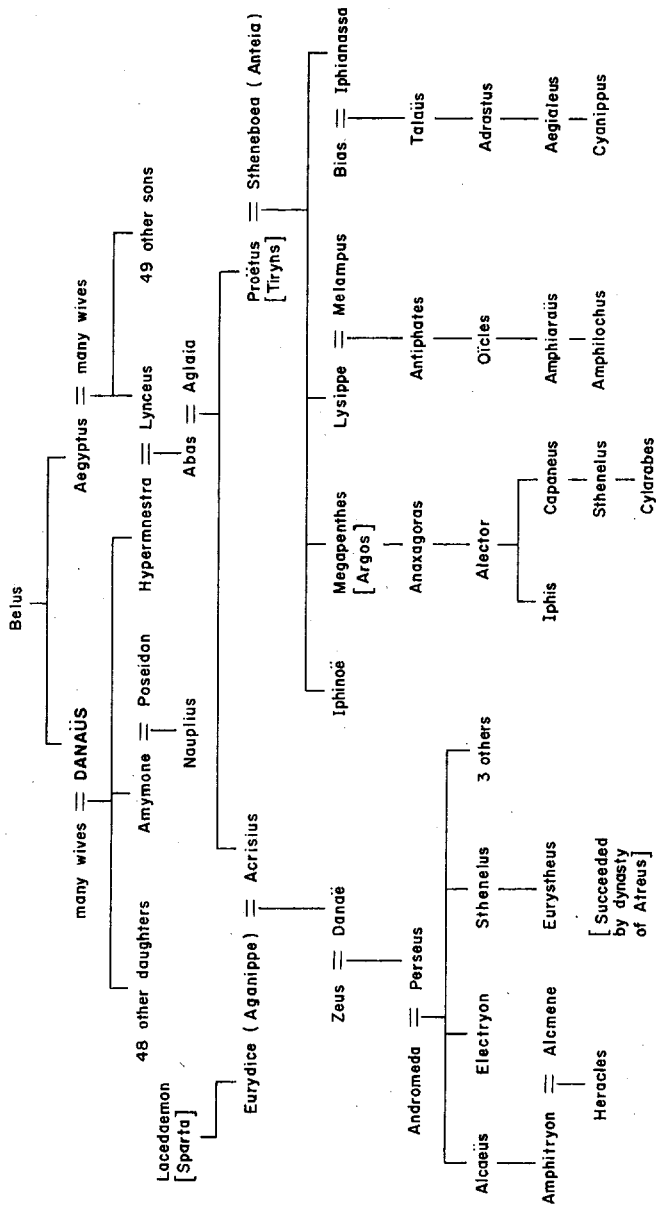 Belus
many wives = DANAÜS
Aegyptus = many wives
48 other daughters
Amymone = Poseidon
Hypermnestra = Lynceus
49 other sons
Nauplius
Abas = Aglaia
Lacedaemon
[Sparta]
Eurydice (Aganippe) = Acrisius
Proëtus = Stheneboea (Anteia)
[Tiryns]
Zeus = Danaë
Iphinoë
Megapenthes
[Argos]
Lysippe = Melampus
Bias = Iphianassa
Andromeda = Perseus
Anaxagoras
Antiphates
Talaüs
Alcaeüs
Electryon
Sthenelus
3 others
Alector
Oïcles
Adrastus
Amphitryon = Alcmene
Eurystheus
Iphis
Capaneus
Amphiaraüs
Aegialeus
Heracles
[Succeeded
by dynasty
of Atreus]
Sthenelus
Amphilochus
Cyanippus
Cylarabes